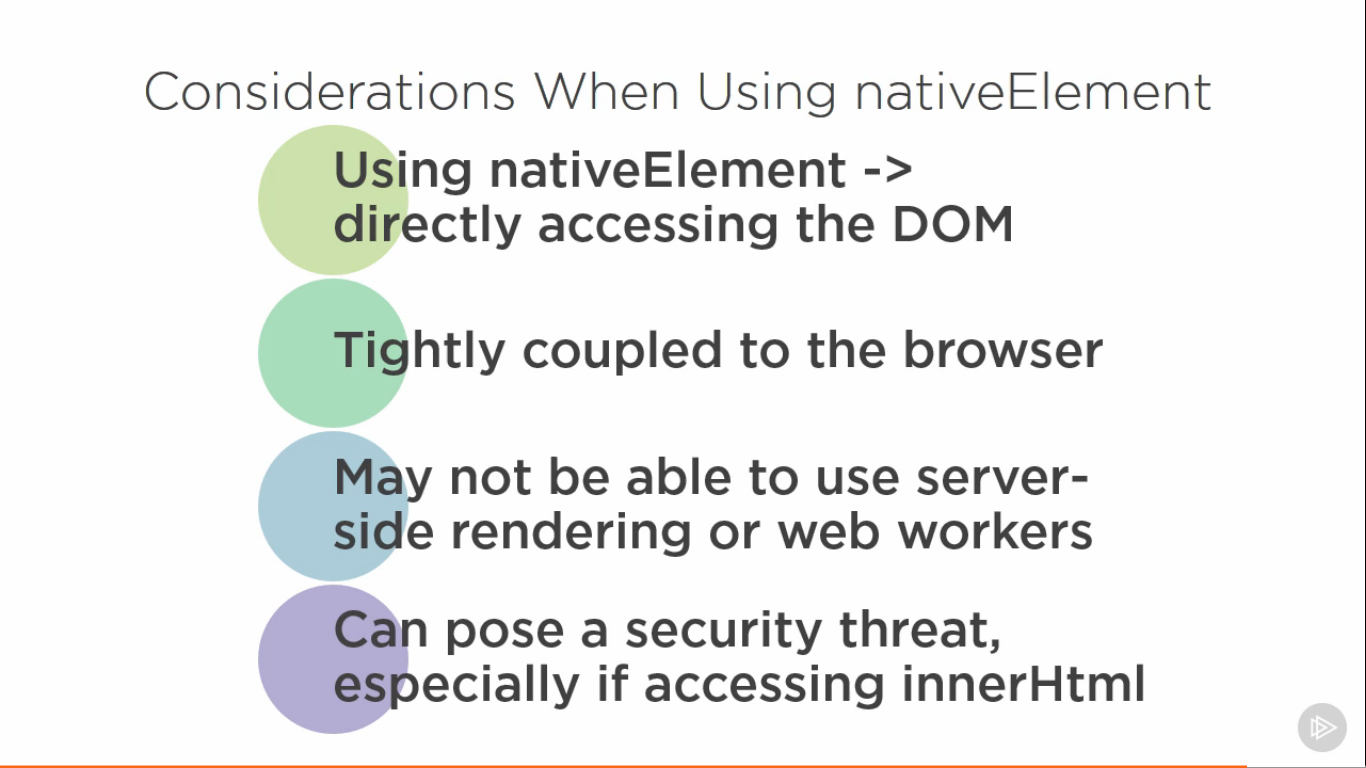 Considerations When Using nativeElement
Using nativeElement ->
directly accessing the DOM
Tightly coupled to the browser
May not be able to use server-
side rendering or web workers
Can pose a security threat,
especially if accessing innerHtml